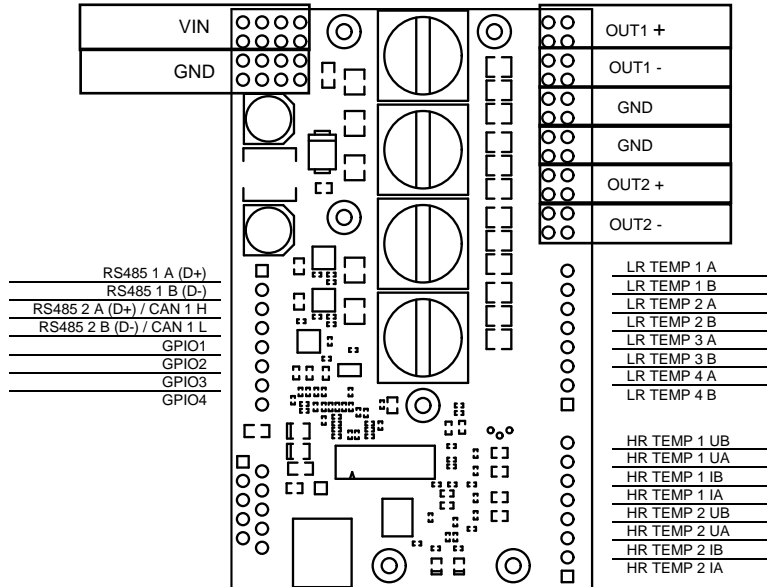 VIN
GND
OUT1 +
OUT1 -
GND
GND
OUT2 +
OUT2 -
RS485 1 A (D+)
RS485 1 B (D-)
RS485 2 A (D+) / CAN 1 H
RS485 2 B (D-) / CAN 1 L
GPIO1
GPIO2
GPIO3
GPIO4
LR TEMP 1 A
LR TEMP 1 B
LR TEMP 2 A
LR TEMP 2 B
LR TEMP 3 A
LR TEMP 3 B
LR TEMP 4 A
LR TEMP 4 B
HR TEMP 1 UB
HR TEMP 1 UA
HR TEMP 1 IB
HR TEMP 1 IA
HR TEMP 2 UB
HR TEMP 2 UA
HR TEMP 2 IB
HR TEMP 2 IA